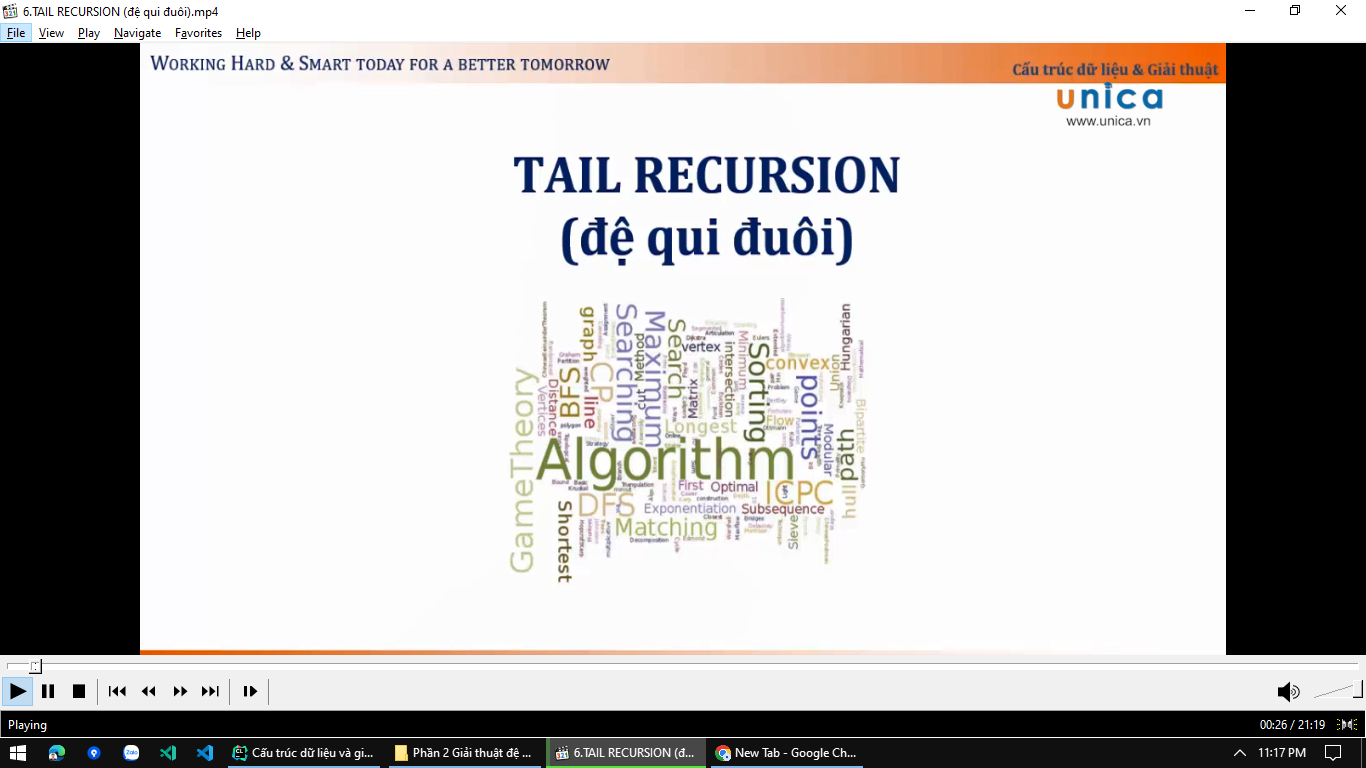 6.TAIL RECURSION (đệ qui đuôi).mp4
File View Play Navigate Favorites Help
WORKING HARD & SMART TODAY FOR A BETTER TOMORROW
Cấu trúc dữ liệu & Giải thuật
unica
www.unica.vn
TAIL RECURSION
(đệ qui đuôi)
graph
Searching
Method
Maximum
Search
vertex
Matrix
intersection
Minimum
Sorting
convex
Union
Hungarian
GameTheory
Vertices
Distance
BFS
line
ICPC
cut
Longest
Flow
points
Modular
path
Bipartite
Algorithm
First
Optimal
ICPC
hull
DFS
Exponentiation
Subsequence
Shortest
Matching
Sieve
Playing
00:26 / 21:19
Cấu trúc dữ liệu và gi...
Phần 2 Giải thuật đệ ...
6.TAIL RECURSION (đ...
New Tab - Google Ch...
11:17 PM